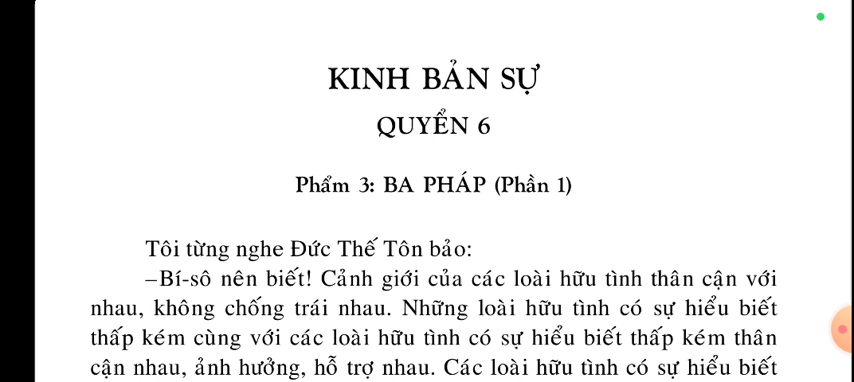 KINH BẢN SỰ
QUYỂN 6
Phẩm 3: BA PHÁP (Phần 1)
Tôi từng nghe Đức Thế Tôn bảo:
–Bí-sô nên biết! Cảnh giới của các loài hữu tình thân cận với
nhau, không chống trái nhau. Những loài hữu tình có sự hiểu biết
thấp kém cùng với các loài hữu tình có sự hiểu biết thấp kém thân
cận nhau, ảnh hưởng, hỗ trợ nhau. Các loài hữu tình có sự hiểu biết